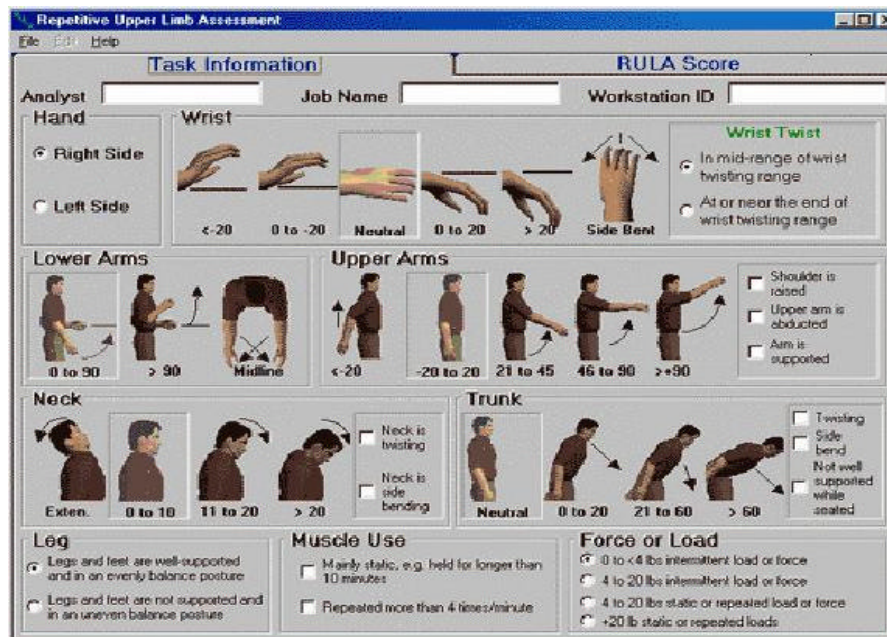 Repetitive Upper Limb Assessment
File Edit Help
Task Information
RULA Score
Analyst
Job Name
Workstation ID
Hand
Right Side
Left Side
Wrist
<-20
0 to -20
Neutral
0 to 20
> 20
Side Bent
Wrist Twist
In mid-range of wrist
twisting range
At or near the end of
wrist twisting range
Lower Arms
0 to 90
> 90
Midline
Upper Arms
<-20
-20 to 20
21 to 45
46 to 90
>+90
Shoulder is
raised
Upper arm is
abducted
Arm is
supported
Neck
Exten.
0 to 10
11 to 20
> 20
Neck is
twisting
Neck is
side
bending
Trunk
Neutral
0 to 20
21 to 60
> 60
Twisting
Side
bend
Not well
supported
while
seated
Leg
Legs and feet are well-supported
and in an evenly balance posture
Legs and feet are not supported and
in an uneven balance posture
Muscle Use
Mainly static, e.g. held for longer than
10 minutes
Repeated more than 4 times/minute
Force or Load
0 to <4 lbs intermittent load or force
4 to 20 lbs intermittent load or force
4 to 20 lbs static or repeated load or force
+20 lb static or repeated loads